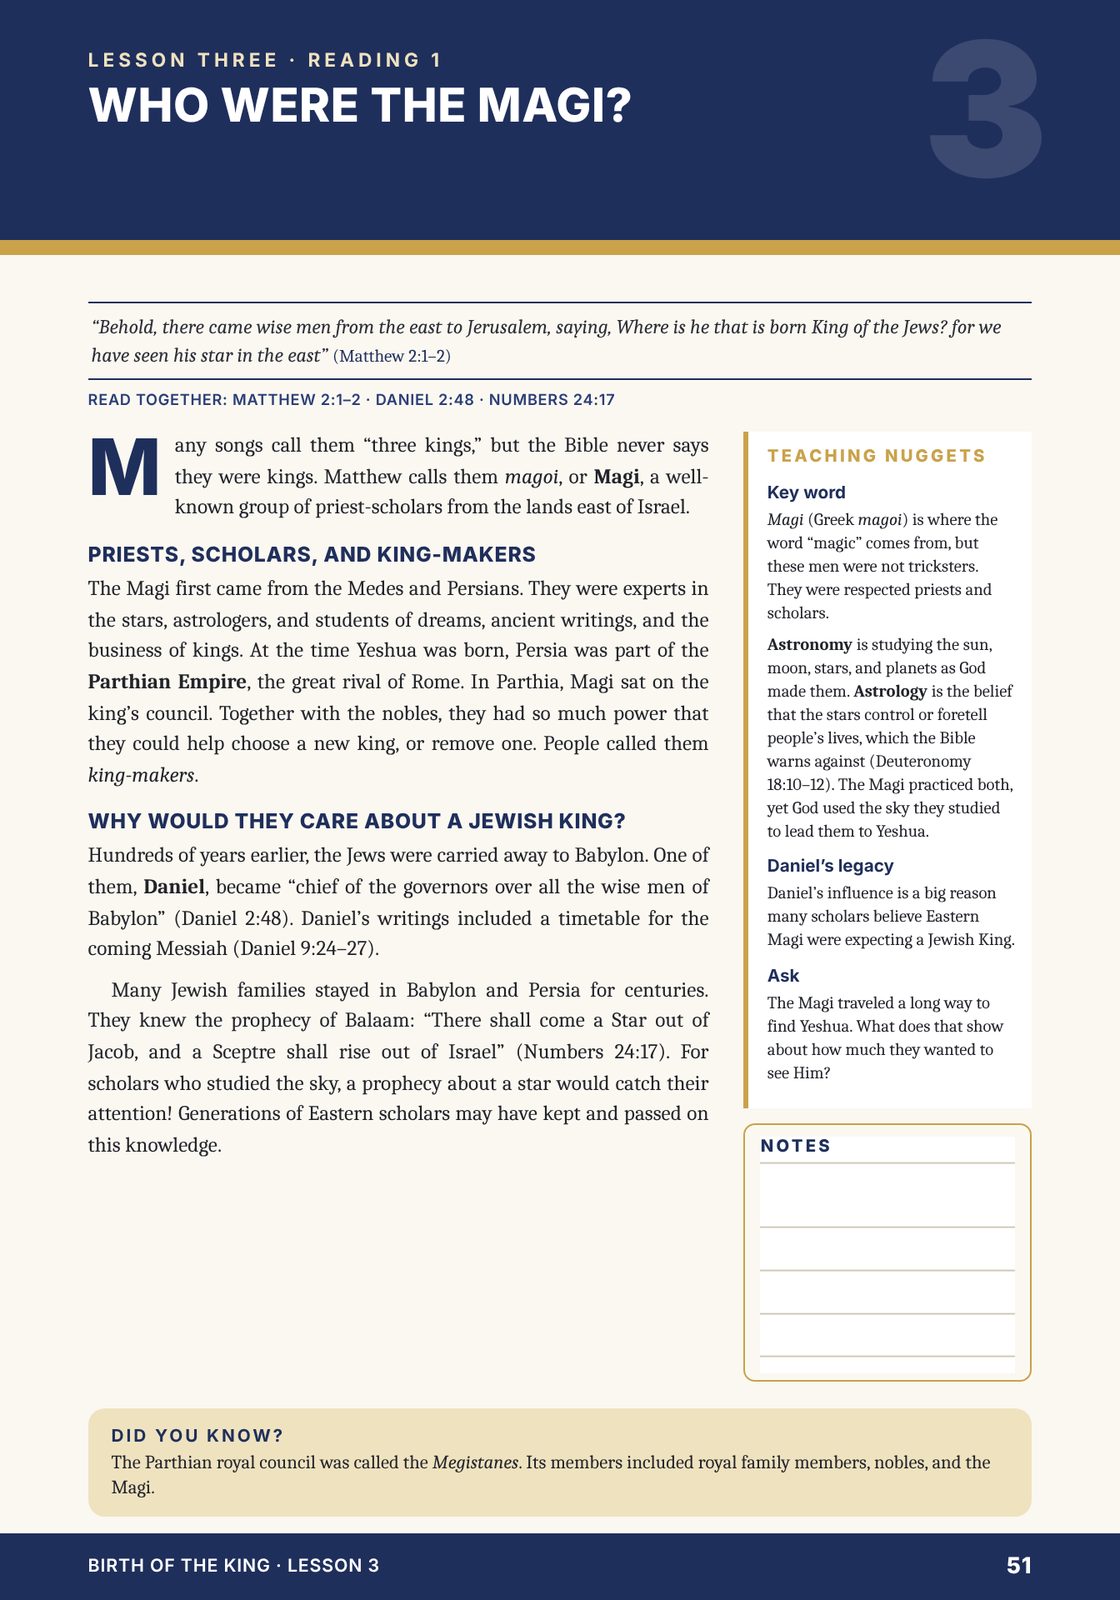 LESSON THREE · READING 1
WHO WERE THE MAGI?
3
“Behold, there came wise men from the east to Jerusalem, saying, Where is he that is born King of the Jews? for we
have seen his star in the east” (Matthew 2:1–2)
READ TOGETHER: MATTHEW 2:1–2 · DANIEL 2:48 · NUMBERS 24:17
Many songs call them “three kings,” but the Bible never says
they were kings. Matthew calls them magoi, or Magi, a well-
known group of priest-scholars from the lands east of Israel.
PRIESTS, SCHOLARS, AND KING-MAKERS
The Magi first came from the Medes and Persians. They were experts in
the stars, astrologers, and students of dreams, ancient writings, and the
business of kings. At the time Yeshua was born, Persia was part of the
Parthian Empire, the great rival of Rome. In Parthia, Magi sat on the
king’s council. Together with the nobles, they had so much power that
they could help choose a new king, or remove one. People called them
king-makers.
WHY WOULD THEY CARE ABOUT A JEWISH KING?
Hundreds of years earlier, the Jews were carried away to Babylon. One of
them, Daniel, became “chief of the governors over all the wise men of
Babylon” (Daniel 2:48). Daniel’s writings included a timetable for the
coming Messiah (Daniel 9:24–27).
Many Jewish families stayed in Babylon and Persia for centuries.
They knew the prophecy of Balaam: “There shall come a Star out of
Jacob, and a Sceptre shall rise out of Israel” (Numbers 24:17). For
scholars who studied the sky, a prophecy about a star would catch their
attention! Generations of Eastern scholars may have kept and passed on
this knowledge.
TEACHING NUGGETS
Key word
Magi (Greek magoi) is where the
word “magic” comes from, but
these men were not tricksters.
They were respected priests and
scholars.
Astronomy is studying the sun,
moon, stars, and planets as God
made them. Astrology is the belief
that the stars control or foretell
people’s lives, which the Bible
warns against (Deuteronomy
18:10–12). The Magi practiced both,
yet God used the sky they studied
to lead them to Yeshua.
Daniel’s legacy
Daniel’s influence is a big reason
many scholars believe Eastern
Magi were expecting a Jewish King.
Ask
The Magi traveled a long way to
find Yeshua. What does that show
about how much they wanted to
see Him?
NOTES
DID YOU KNOW?
The Parthian royal council was called the Megistanes. Its members included royal family members, nobles, and the
Magi.
BIRTH OF THE KING · LESSON 3
51